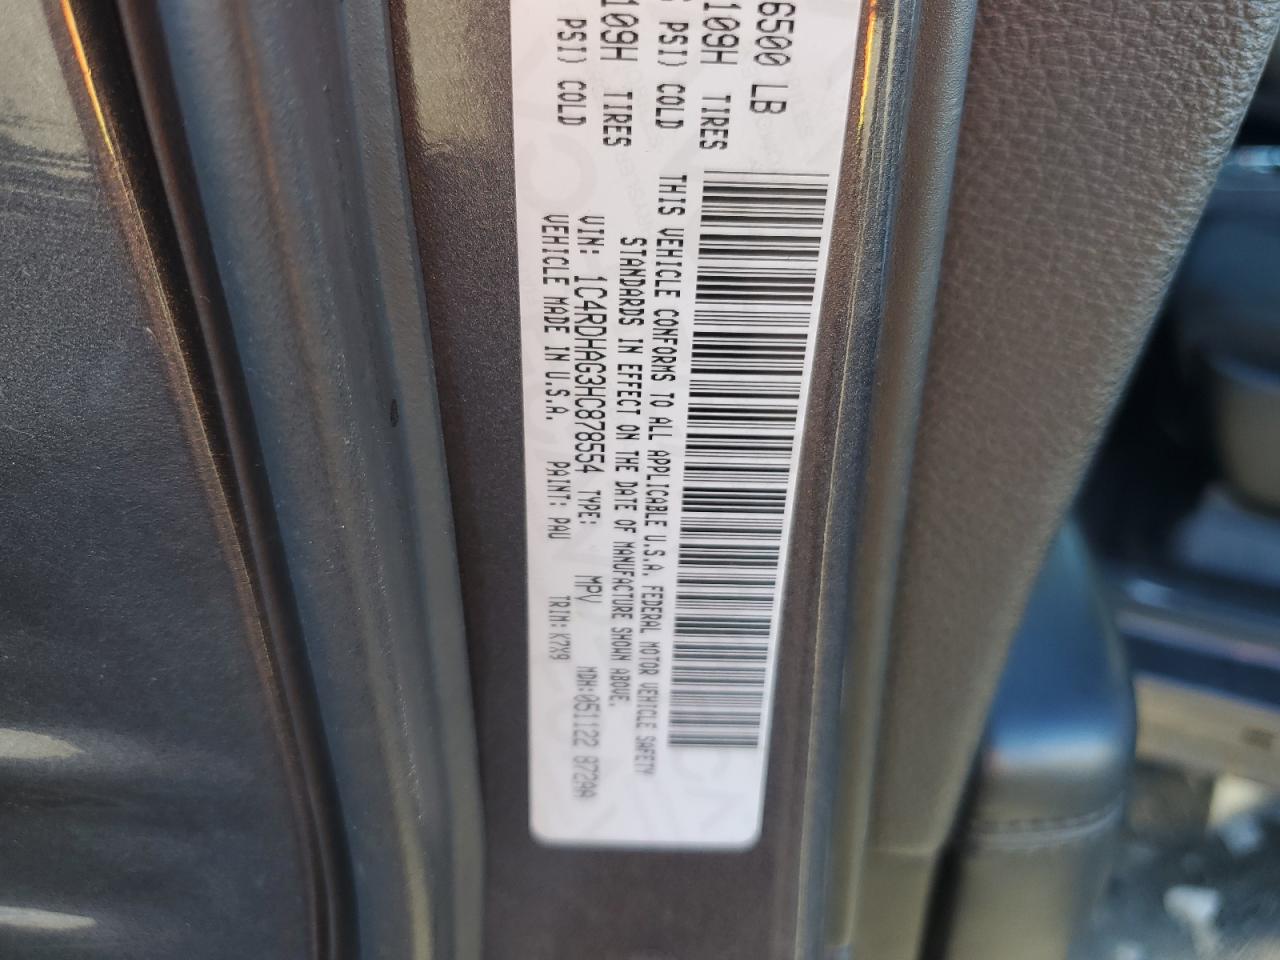 6500 LB
109H TIRES
PSI) COLD
109H TIRES
PSI) COLD
THIS VEHICLE CONFORMS TO ALL APPLICABLE U.S.A. FEDERAL MOTOR VEHICLE SAFETY
STANDARDS IN EFFECT ON THE DATE OF MANUFACTURE SHOWN ABOVE.
VIN: 1C4RDHAG3HC878554 TYPE: MPV MDH:051122 872AA
VEHICLE MADE IN U.S.A. PAINT: PAU TRIM: K7X9